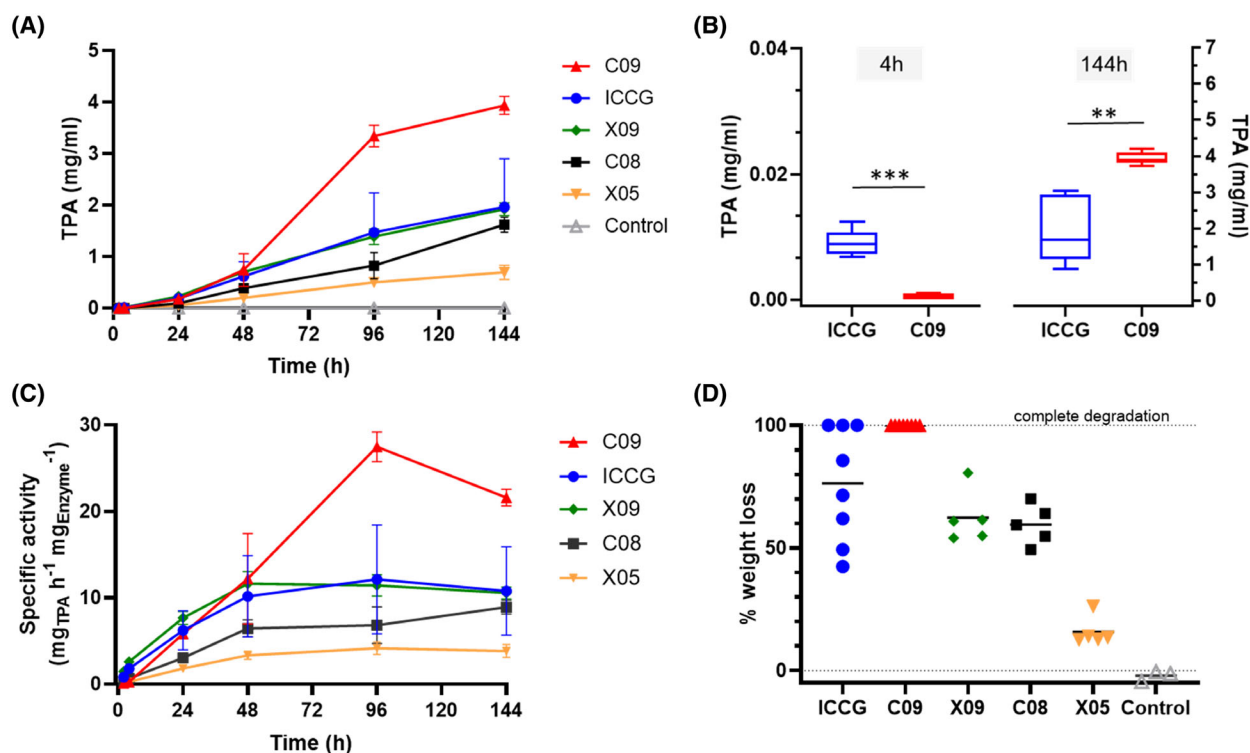 (A)
TPA (mg/ml)
5
4
3
2
1
0
0
24
48
72
96
120
144
Time (h)
C09
ICCG
X09
C08
X05
Control
(B)
TPA (mg/ml)
0.04
0.02
0.00
4h
144h
***
**
ICCG
C09
ICCG
C09
7
6
5
4
3
2
1
0
TPA (mg/ml)
(C)
Specific activity
(mgTPA h-1 mgEnzyme-1)
30
20
10
0
0
24
48
72
96
120
144
Time (h)
C09
ICCG
X09
C08
X05
(D)
% weight loss
100
50
0
complete degradation
ICCG
C09
X09
C08
X05
Control